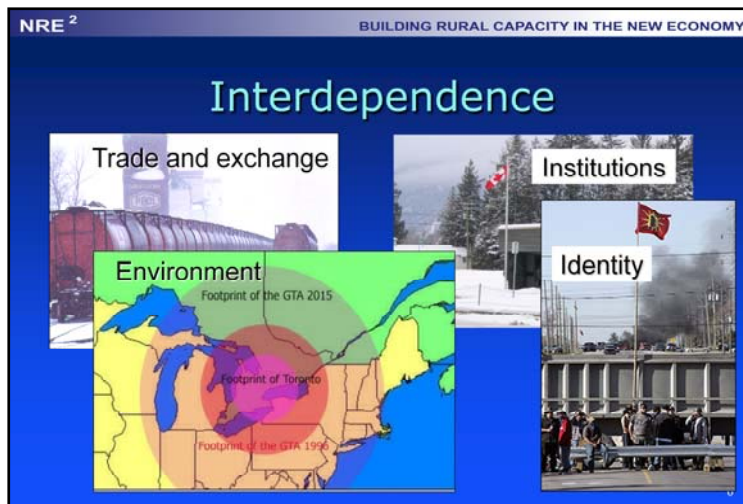 NRE 2
BUILDING RURAL CAPACITY IN THE NEW ECONOMY
Interdependence
Trade and exchange
Institutions
Environment
Identity
Footprint of the GTA 2015
Footprint of Toronto
Footprint of the GTA 1996